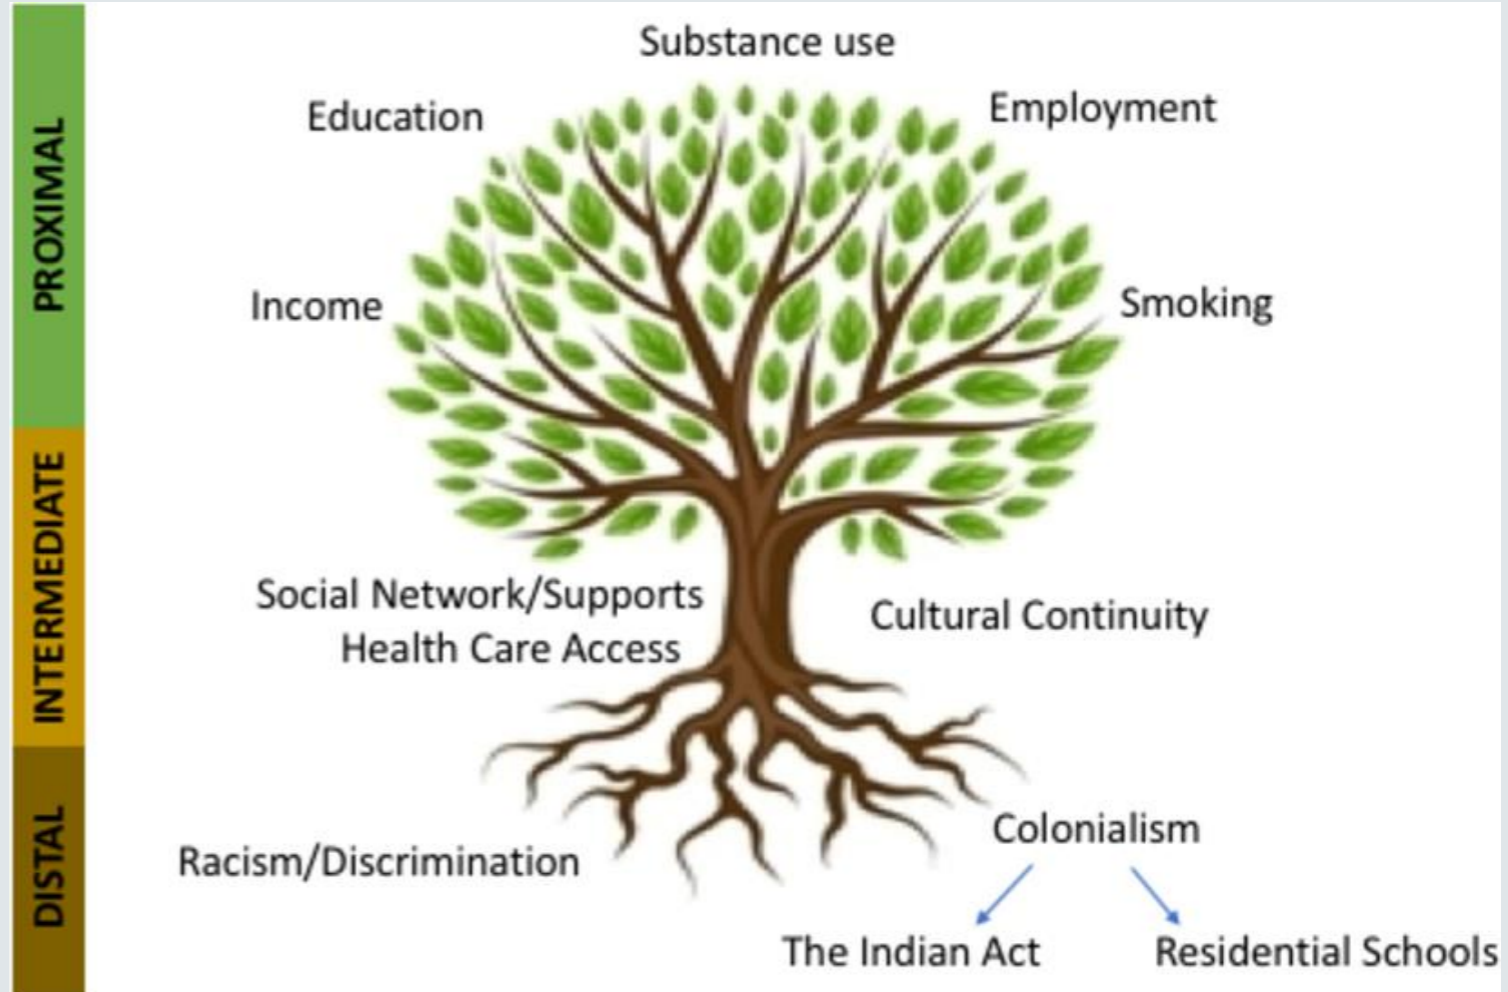 PROXIMAL
INTERMEDIATE
DISTAL
Substance use
Education
Employment
Income
Smoking
Social Network/Supports
Health Care Access
Cultural Continuity
Colonialism
Racism/Discrimination
The Indian Act
Residential Schools